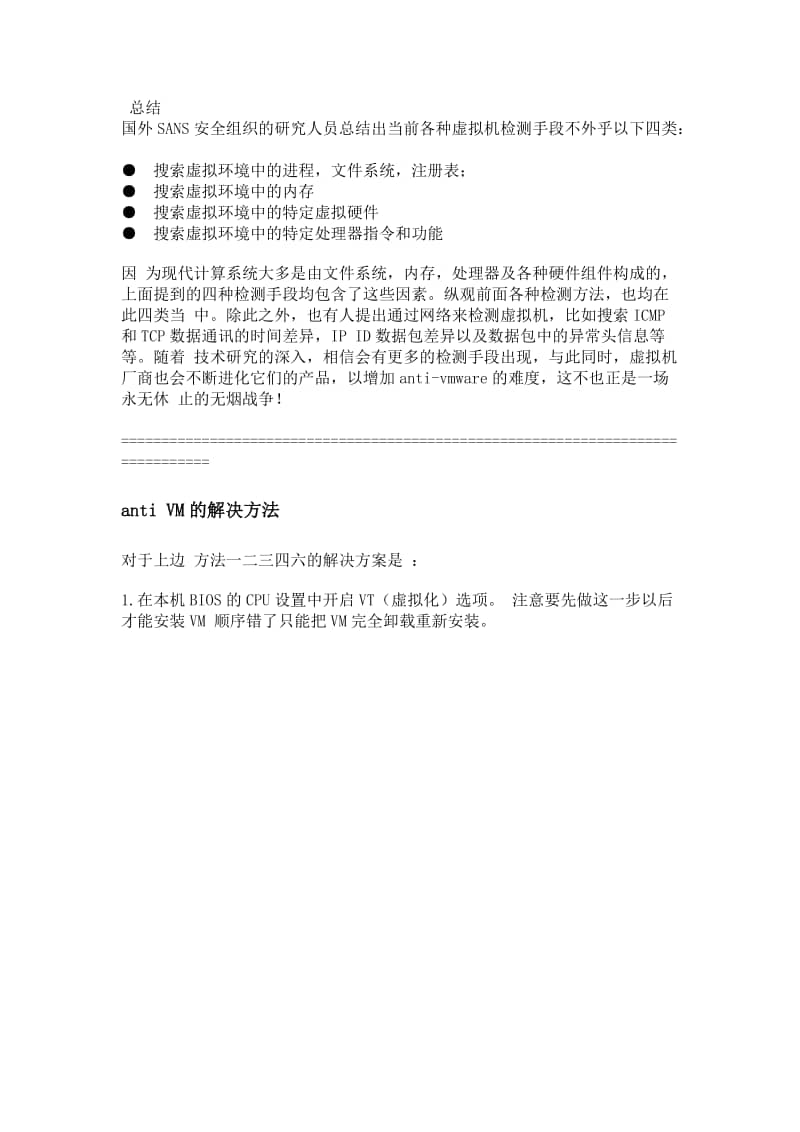 总结
国外 SANS 安全组织的研究人员总结出当前各种虚拟机检测手段不外乎以下四类：
● 搜索虚拟环境中的进程，文件系统，注册表；
● 搜索虚拟环境中的内存
● 搜索虚拟环境中的特定虚拟硬件
● 搜索虚拟环境中的特定处理器指令和功能
因 为现代计算系统大多是由文件系统，内存，处理器及各种硬件组件构成的，
上面提到的四种检测手段均包含了这些因素。纵观前面各种检测方法，也均在
此四类当 中。除此之外，也有人提出通过网络来检测虚拟机，比如搜索 ICMP
和 TCP 数据通讯的时间差异，IP ID 数据包差异以及数据包中的异常头信息等
等。随着 技术研究的深入，相信会有更多的检测手段出现，与此同时，虚拟机
厂商也会不断进化它们的产品，以增加 anti-vmware 的难度，这不也正是一场
永无休 止的无烟战争！
=====================================================================
===========
anti VM 的解决方法
对于上边 方法一二三四六的解决方案是 ：
1.在本机 BIOS 的 CPU 设置中开启 VT（虚拟化）选项。 注意要先做这一步以后
才能安装 VM 顺序错了只能把 VM 完全卸载重新安装。